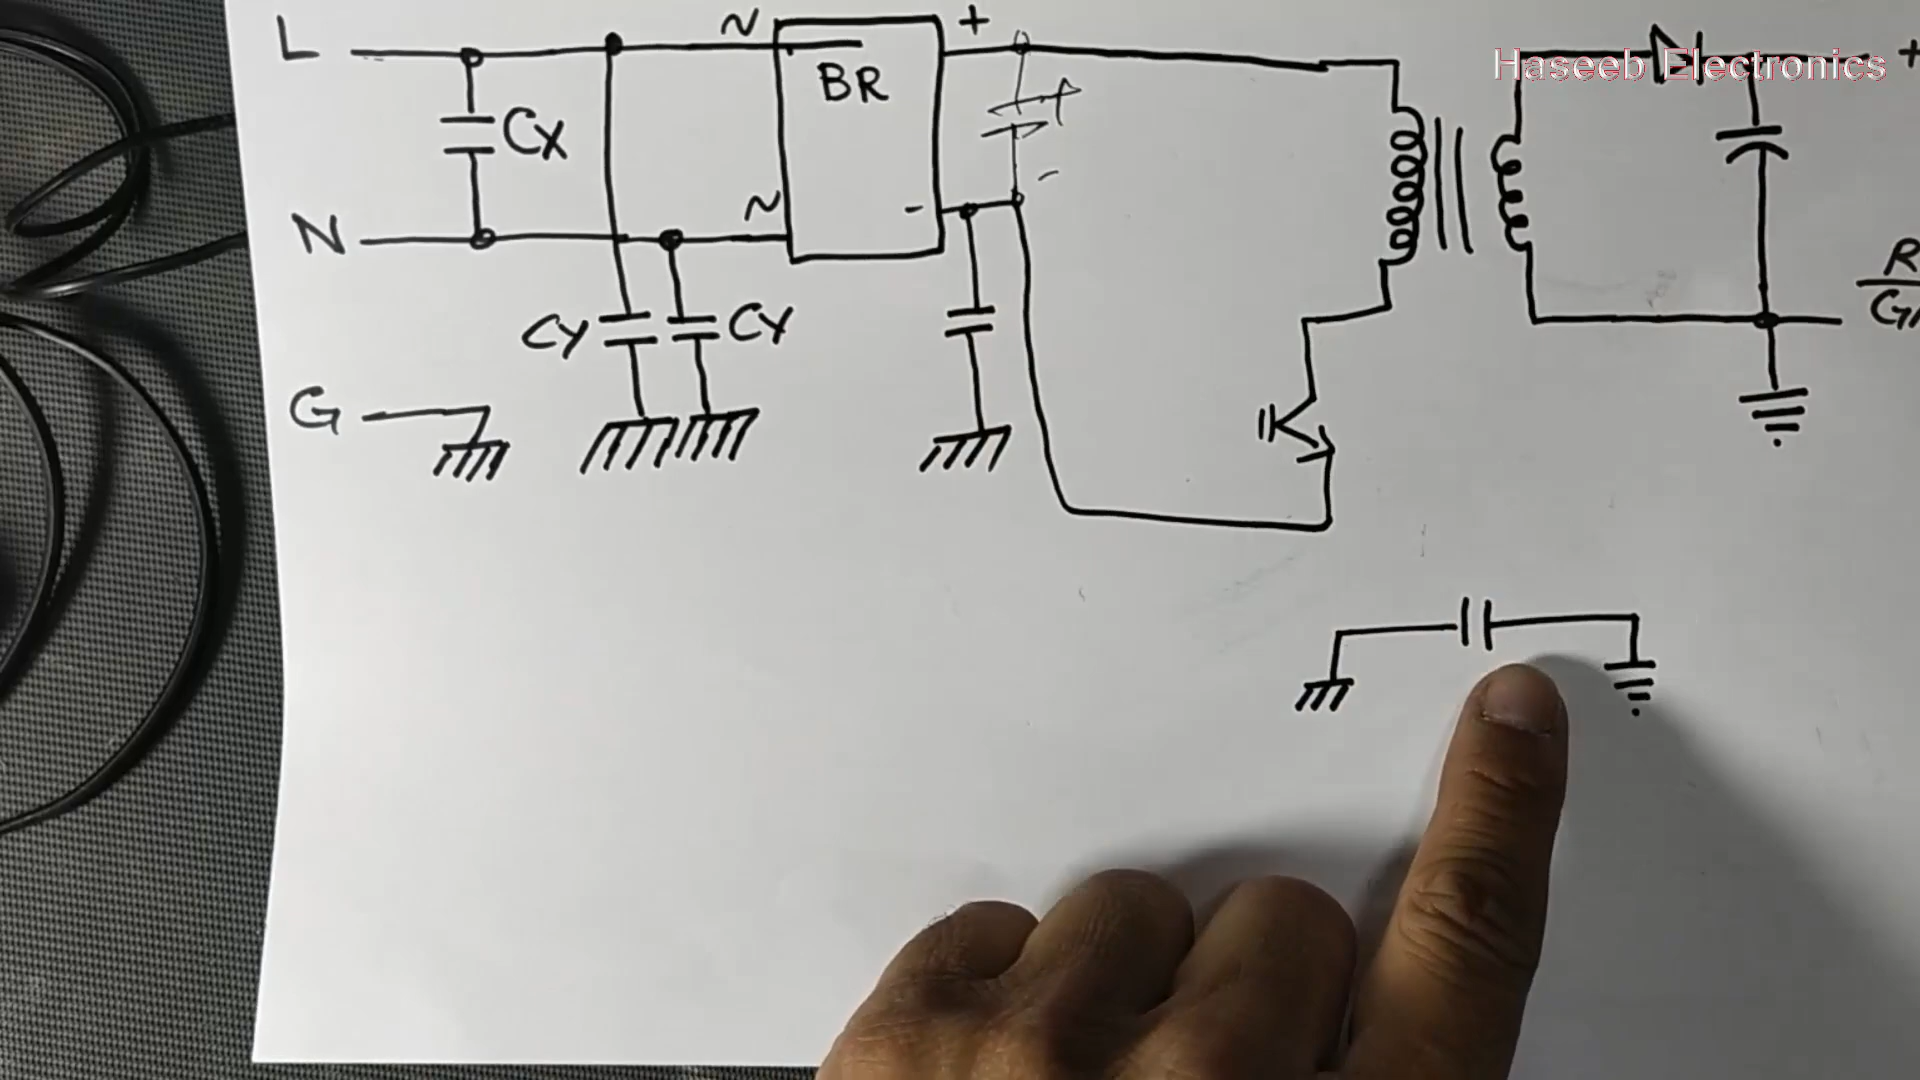 L
~
+
Haseeb Electronics
+
BR
CX
+
-
N
~
-
CY
CY
G